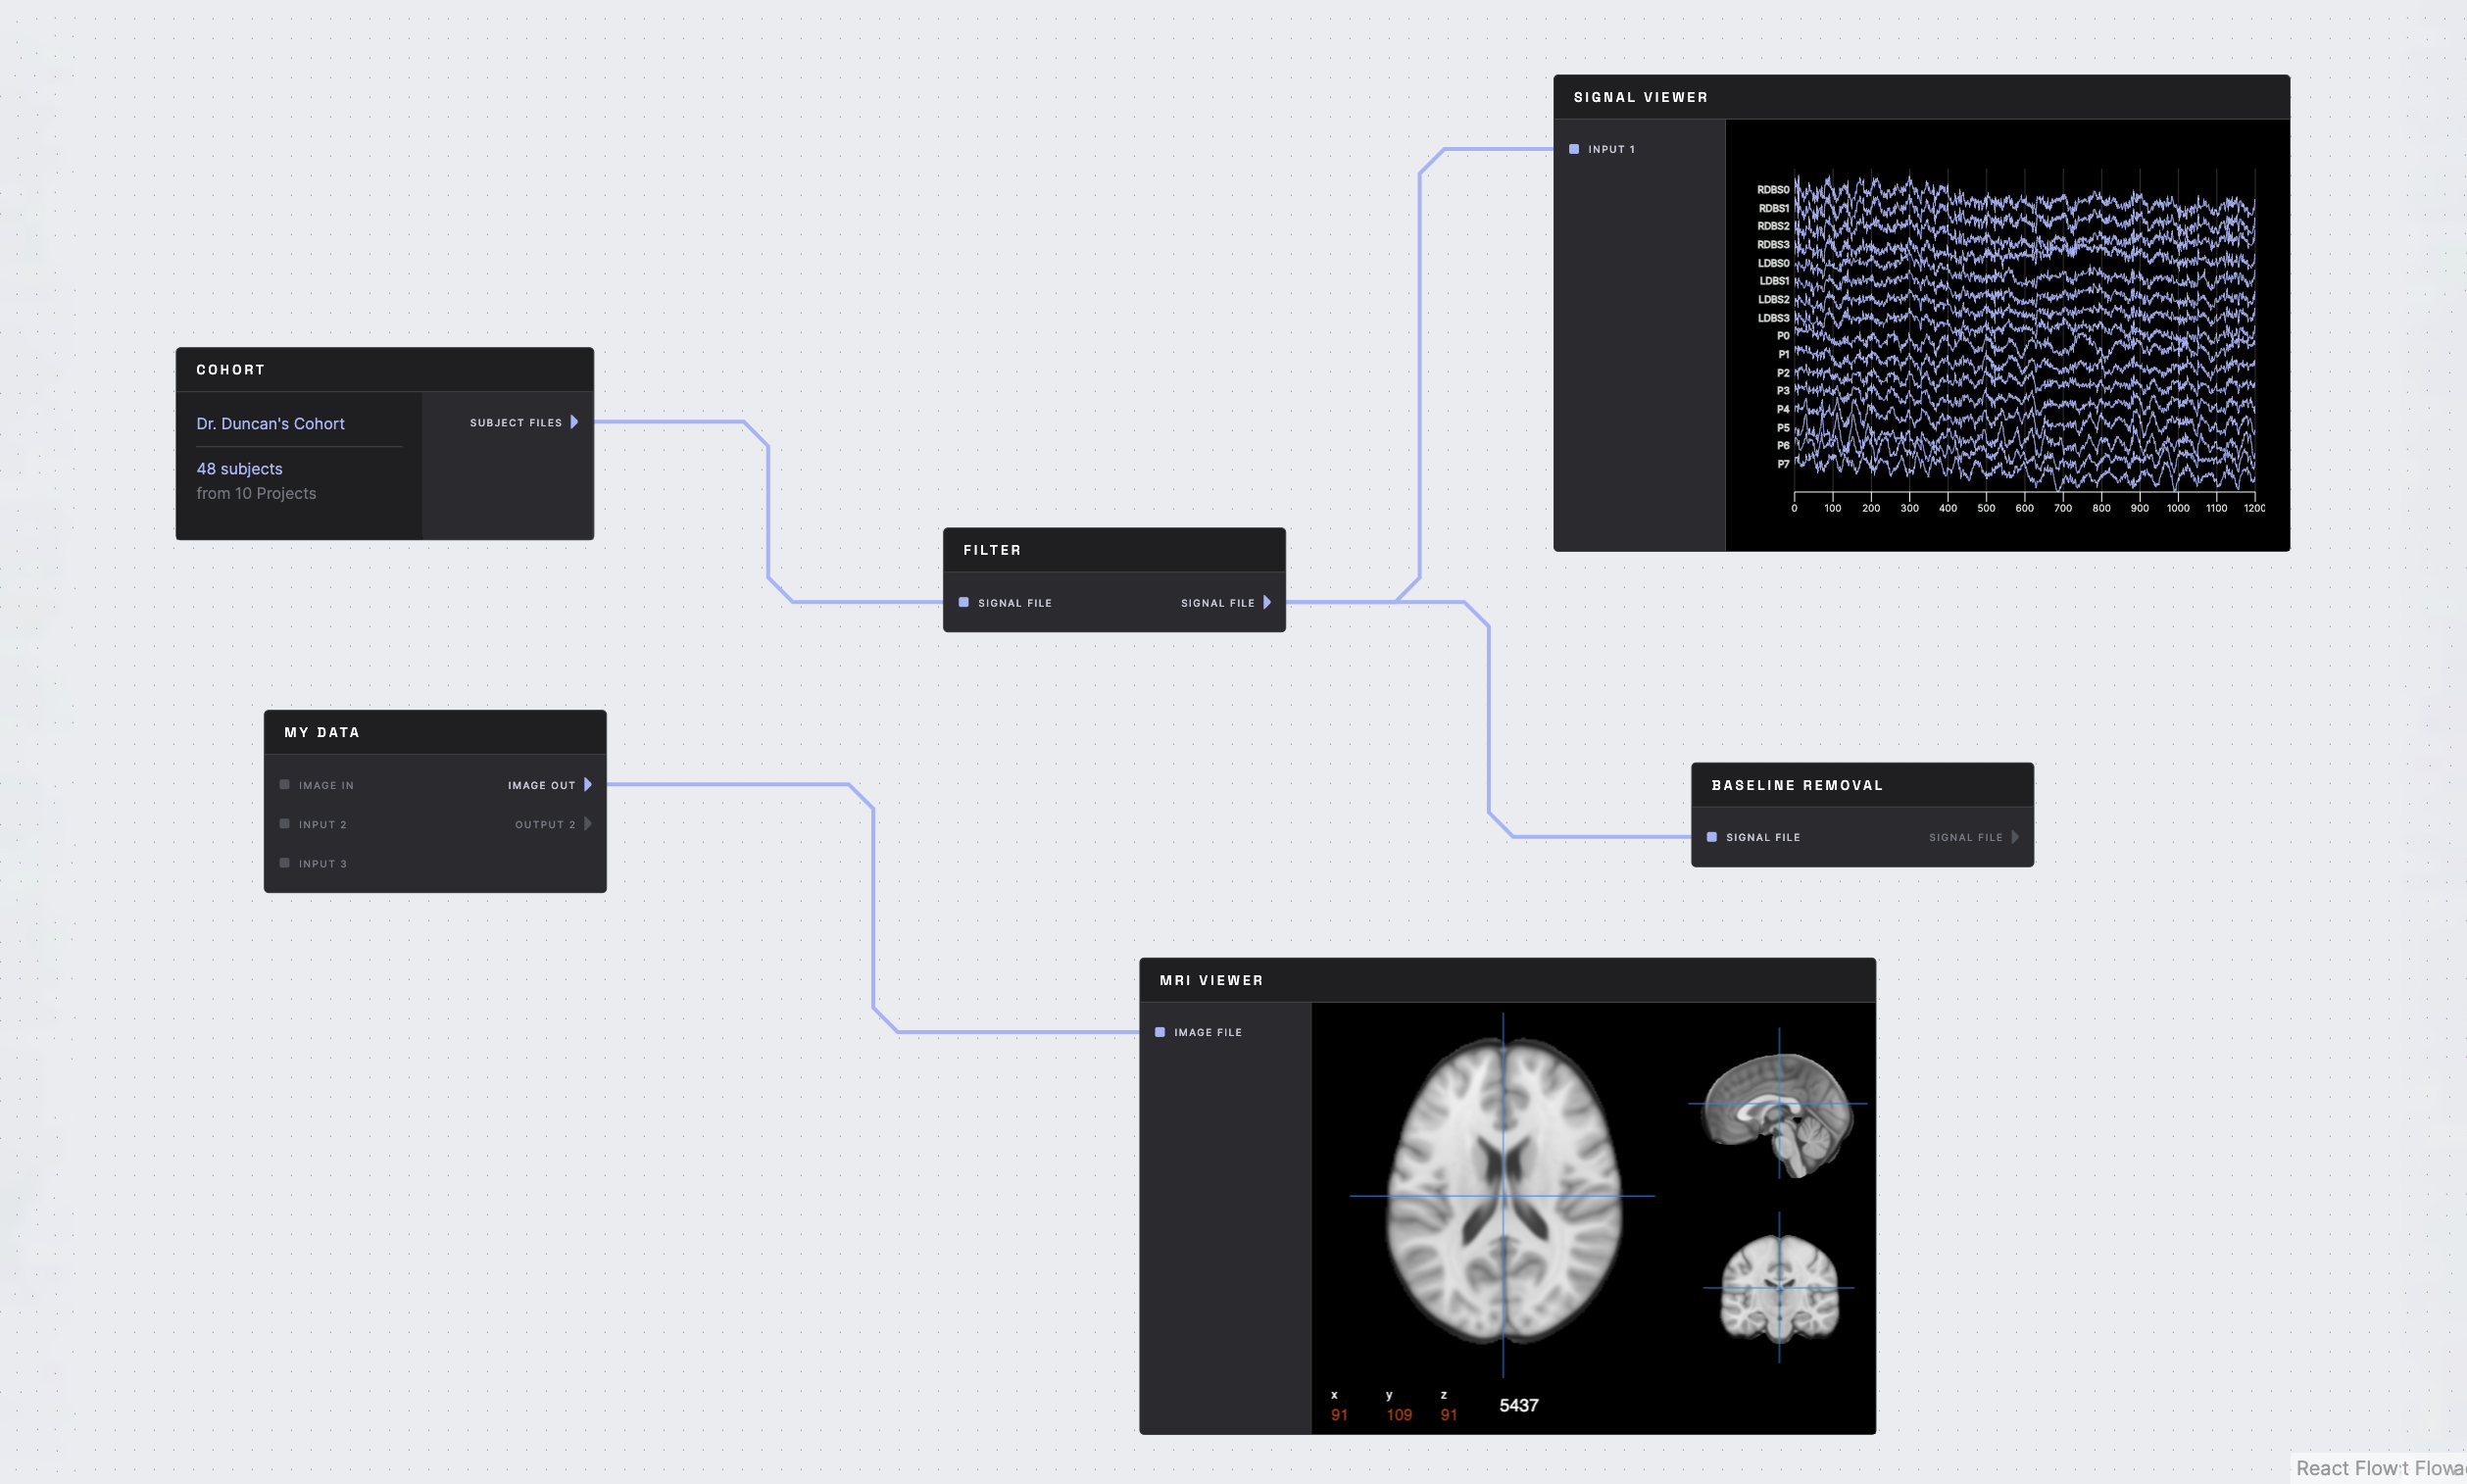 SIGNAL VIEWER
INPUT 1
RDBS0
RDBS1
RDBS2
RDBS3
LDBS0
LDBS1
LDBS2
LDBS3
P0
P1
P2
P3
P4
P5
P6
P7
0 100 200 300 400 500 600 700 800 900 1000 1100 1200
COHORT
Dr. Duncan's Cohort
SUBJECT FILES
48 subjects
from 10 Projects
FILTER
SIGNAL FILE SIGNAL FILE
MY DATA
IMAGE IN IMAGE OUT
INPUT 2 OUTPUT 2
INPUT 3
BASELINE REMOVAL
SIGNAL FILE SIGNAL FILE
MRI VIEWER
IMAGE FILE
x y z
91 109 91
5437
React Flow